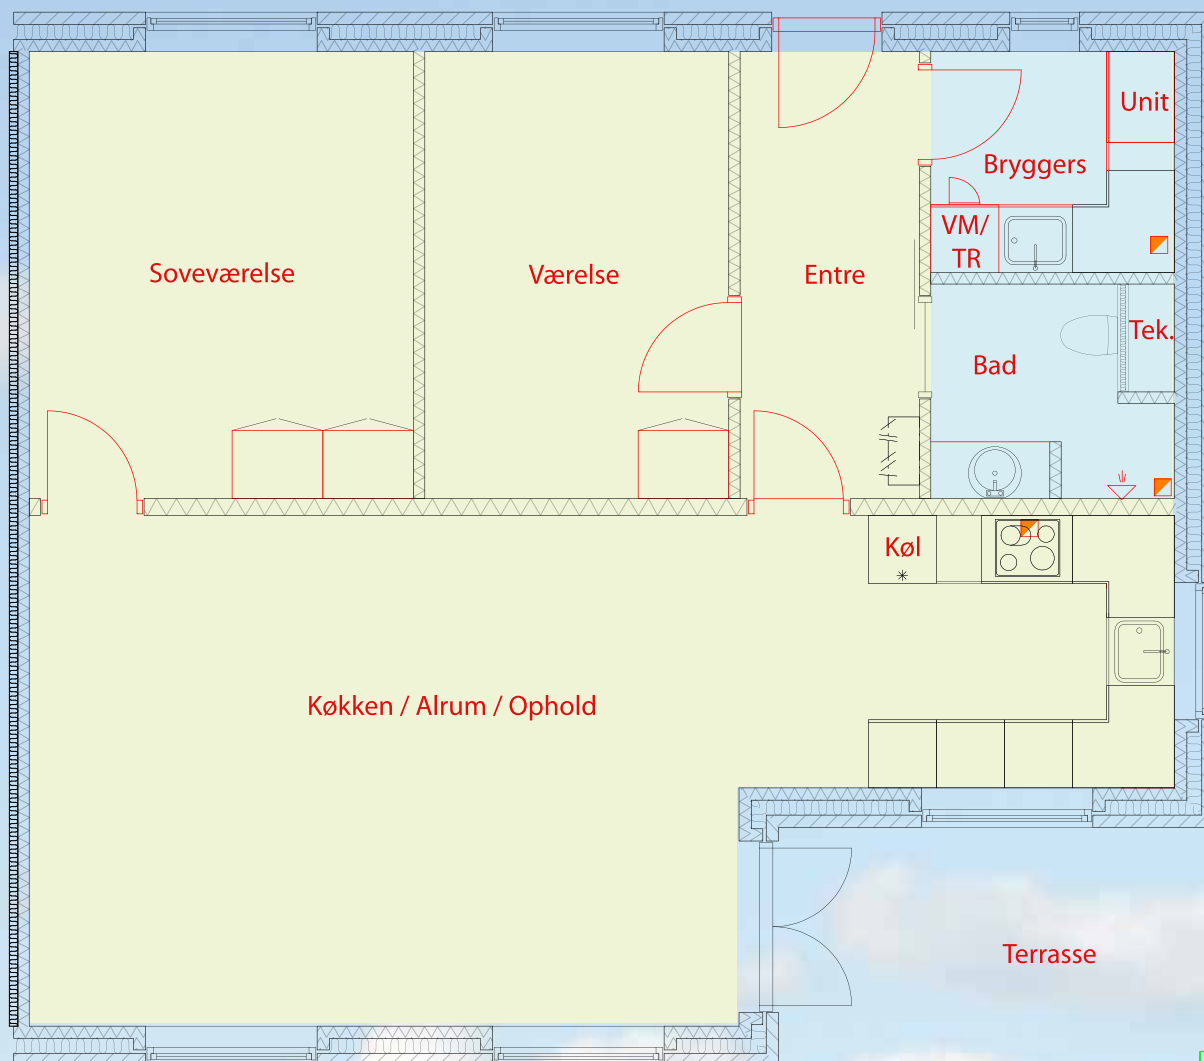 Unit
Bryggers
VM/
TR
Soveværelse
Værelse
Entre
Tek.
Bad
Køl
Køkken / Alrum / Ophold
Terrasse